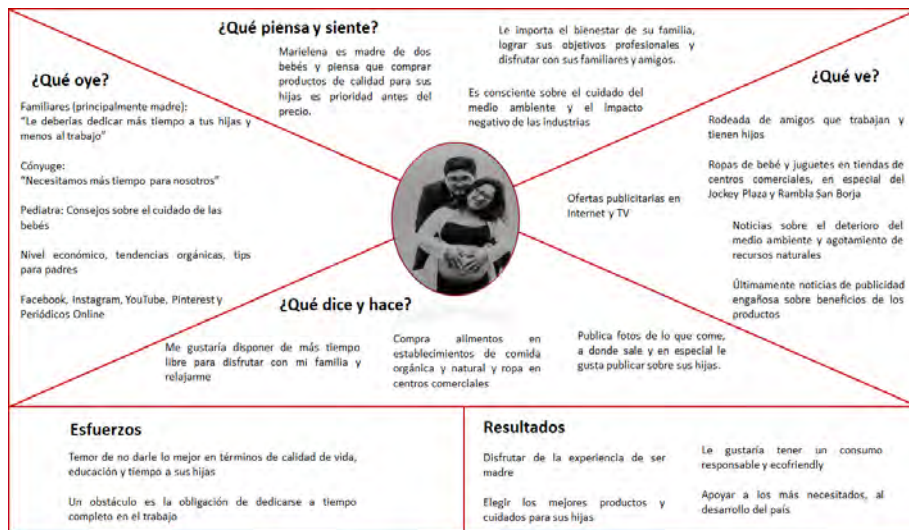 ¿Qué piensa y siente?
Marielena es madre de dos
bebés y piensa que comprar
productos de calidad para sus
hijas es prioridad antes del
precio.
Le importa el bienestar de su familia,
lograr sus objetivos profesionales y
disfrutar con sus familiares y amigos.
Es consciente sobre el cuidado del
medio ambiente y el impacto
negativo de las industrias
¿Qué oye?
Familiares (principalmente madre):
“Le deberías dedicar más tiempo a tus hijas y
menos al trabajo”
Cónyuge:
“Necesitamos más tiempo para nosotros”
Pediatra: Consejos sobre el cuidado de las
bebés
Nivel económico, tendencias orgánicas, tips
para padres
Facebook, Instagram, YouTube, Pinterest y
Periódicos Online
¿Qué ve?
Rodeada de amigos que trabajan y
tienen hijos
Ropas de bebé y juguetes en tiendas de
centros comerciales, en especial del
Jockey Plaza y Rambla San Borja
Ofertas publicitarias en
Internet y TV
Noticias sobre el deterioro del
medio ambiente y agotamiento de
recursos naturales
Últimamente noticias de publicidad
engañosa sobre beneficios de los
productos
¿Qué dice y hace?
Me gustaría disponer de más tiempo
libre para disfrutar con mi familia y
relajarme
Compra alimentos en
establecimientos de comida
orgánica y natural y ropa en
centros comerciales
Publica fotos de lo que come,
a donde sale y en especial le
gusta publicar sobre sus hijas.
Esfuerzos
Temor de no darle lo mejor en términos de calidad de vida,
educación y tiempo a sus hijas
Un obstáculo es la obligación de dedicarse a tiempo
completo en el trabajo
Resultados
Disfrutar de la experiencia de ser
madre
Elegir los mejores productos y
cuidados para sus hijas
Le gustaría tener un consumo
responsable y ecofriendly
Apoyar a los más necesitados, al
desarrollo del país